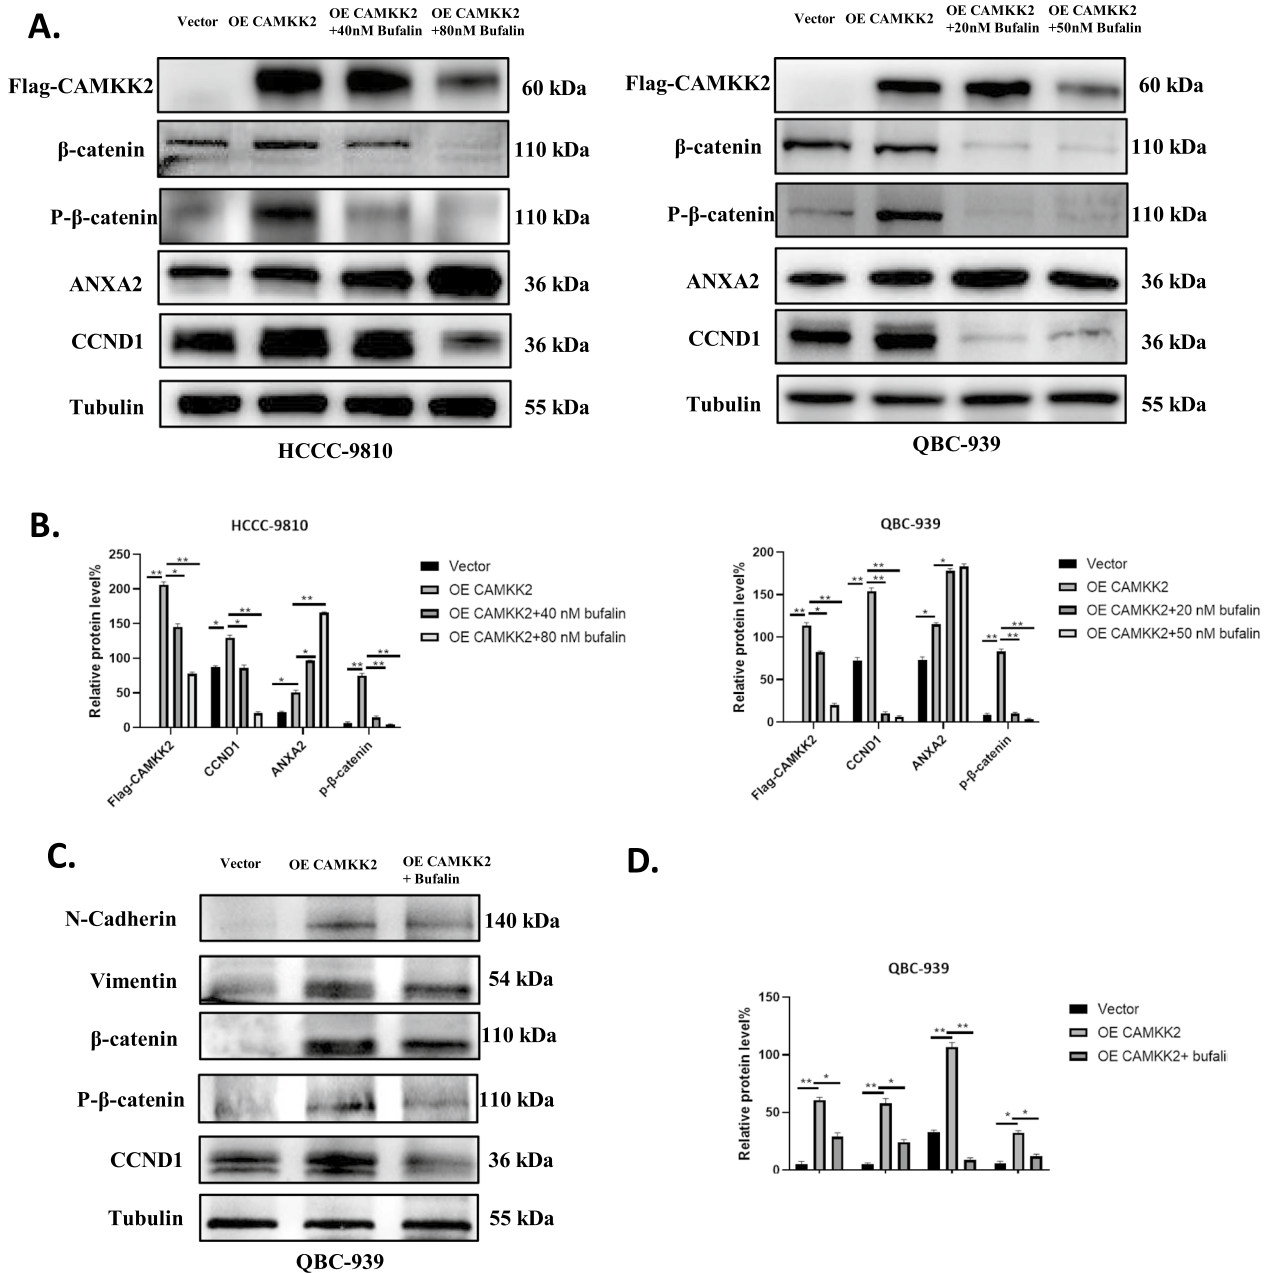 A.
Vector OE CAMKK2 OE CAMKK2 OE CAMKK2
+40nM Bufalin +80nM Bufalin
Flag-CAMKK2 60 kDa
β-catenin 110 kDa
P-β-catenin 110 kDa
ANXA2 36 kDa
CCND1 36 kDa
Tubulin 55 kDa
HCCC-9810
Vector OE CAMKK2 OE CAMKK2 OE CAMKK2
+20nM Bufalin +50nM Bufalin
Flag-CAMKK2 60 kDa
β-catenin 110 kDa
P-β-catenin 110 kDa
ANXA2 36 kDa
CCND1 36 kDa
Tubulin 55 kDa
QBC-939
B.
HCCC-9810
Relative protein level%
250
200
150
100
50
0
** * **
* * **
* * **
** ** **
Flag-CAMKK2
CCND1
ANXA2
p-β-catenin
Vector
OE CAMKK2
OE CAMKK2+40 nM bufalin
OE CAMKK2+80 nM bufalin
QBC-939
Relative protein level%
200
150
100
50
0
** * **
** ** **
* *
** ** **
Flag-CAMKK2
CCND1
ANXA2
p-β-catenin
Vector
OE CAMKK2
OE CAMKK2+20 nM bufalin
OE CAMKK2+50 nM bufalin
C.
Vector OE CAMKK2 OE CAMKK2
+ Bufalin
N-Cadherin 140 kDa
Vimentin 54 kDa
β-catenin 110 kDa
P-β-catenin 110 kDa
CCND1 36 kDa
Tubulin 55 kDa
QBC-939
D.
QBC-939
Relative protein level%
150
100
50
0
** *
** *
** **
* *
Vector
OE CAMKK2
OE CAMKK2+ bufali